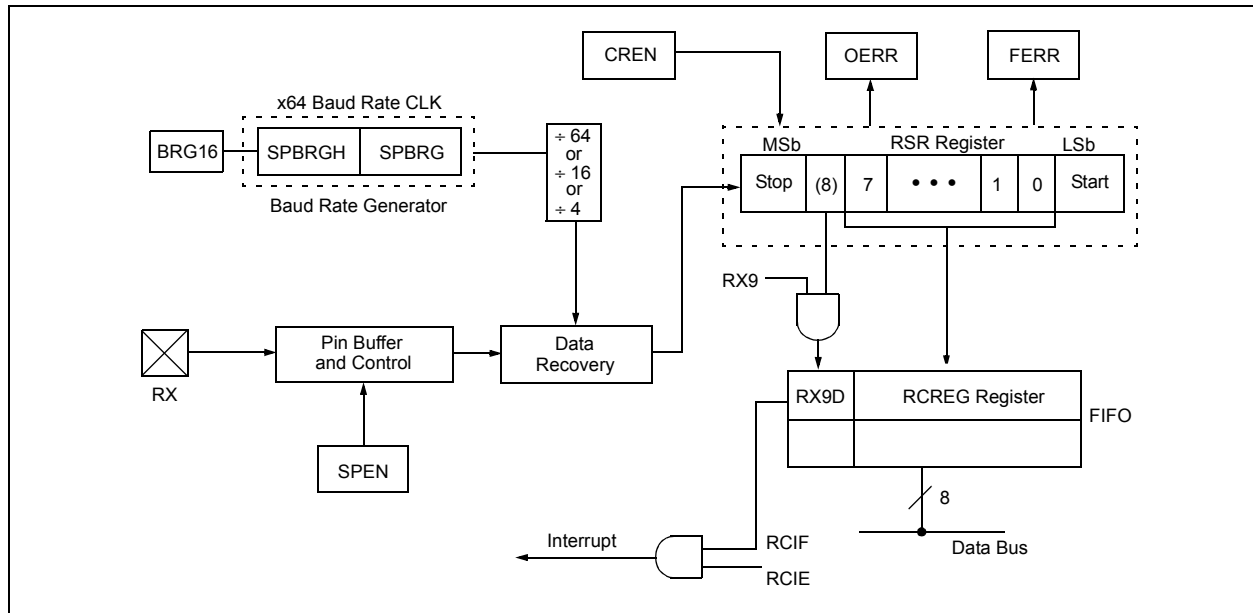 CREN
OERR
FERR
x64 Baud Rate CLK
BRG16
SPBRGH
SPBRG
Baud Rate Generator
÷ 64
or
÷ 16
or
÷ 4
MSb
RSR Register
LSb
Stop
(8)
7
• • •
1
0
Start
RX9
RX
Pin Buffer
and Control
Data
Recovery
SPEN
RX9D
RCREG Register
FIFO
8
Data Bus
Interrupt
RCIF
RCIE